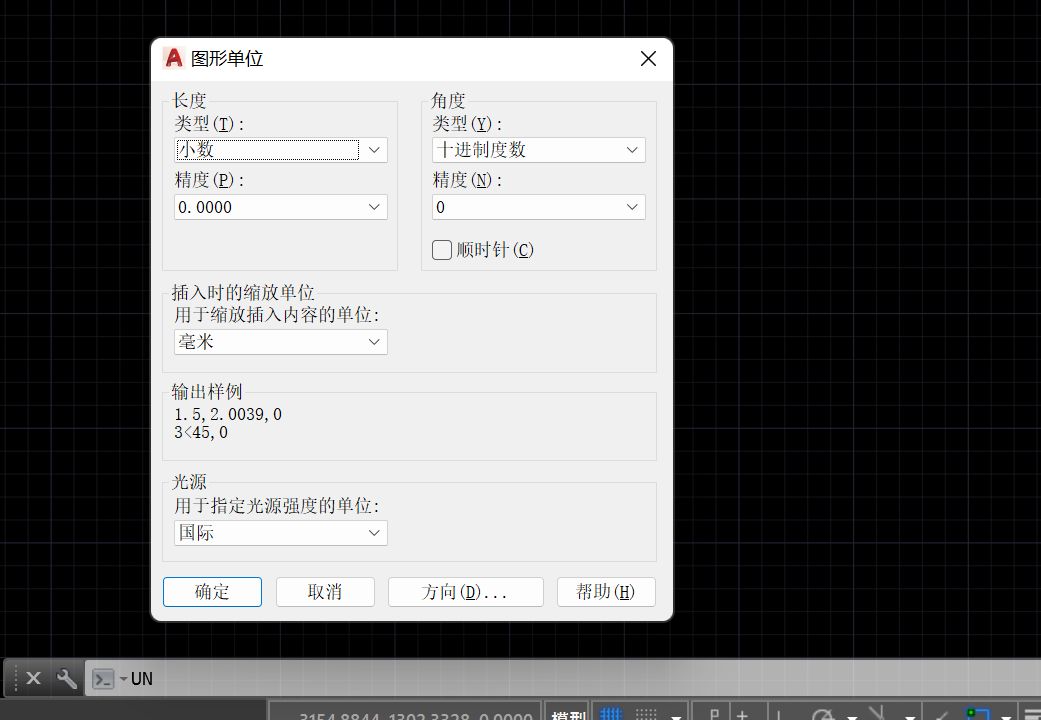 图形单位
长度
类型(T):
小数
精度(P):
0.0000
角度
类型(Y):
十进制度数
精度(N):
0
顺时针(C)
插入时的缩放单位
用于缩放插入内容的单位:
毫米
输出样例
1.5,2.0039,0
3<45,0
光源
用于指定光源强度的单位:
国际
确定 取消 方向(D)... 帮助(H)
UN
3154.8844, 1302.3328, 0.0000 模型